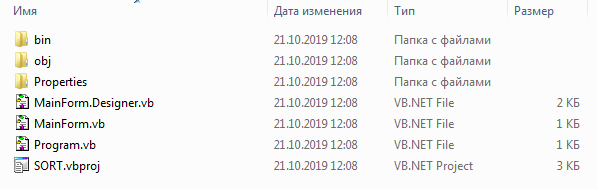 Имя Дата изменения Тип Размер
bin 21.10.2019 12:08 Папка с файлами
obj 21.10.2019 12:08 Папка с файлами
Properties 21.10.2019 12:08 Папка с файлами
MainForm.Designer.vb 21.10.2019 12:08 VB.NET File 2 КБ
MainForm.vb 21.10.2019 12:08 VB.NET File 1 КБ
Program.vb 21.10.2019 12:08 VB.NET File 1 КБ
SORT.vbproj 21.10.2019 12:08 VB.NET Project 3 КБ